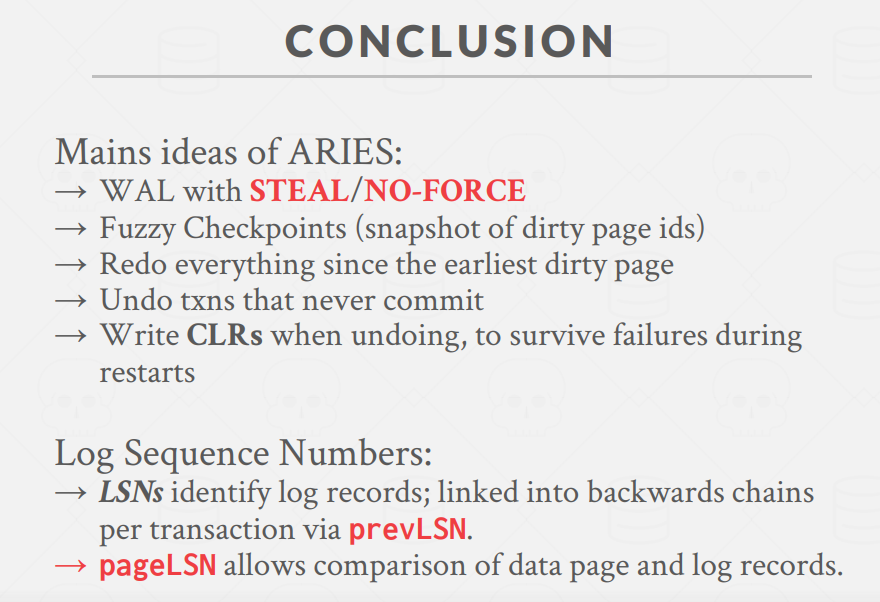 CONCLUSION
Mains ideas of ARIES:
→ WAL with STEAL/NO-FORCE
→ Fuzzy Checkpoints (snapshot of dirty page ids)
→ Redo everything since the earliest dirty page
→ Undo txns that never commit
→ Write CLRs when undoing, to survive failures during
restarts
Log Sequence Numbers:
→ LSNs identify log records; linked into backwards chains
per transaction via prevLSN.
→ pageLSN allows comparison of data page and log records.